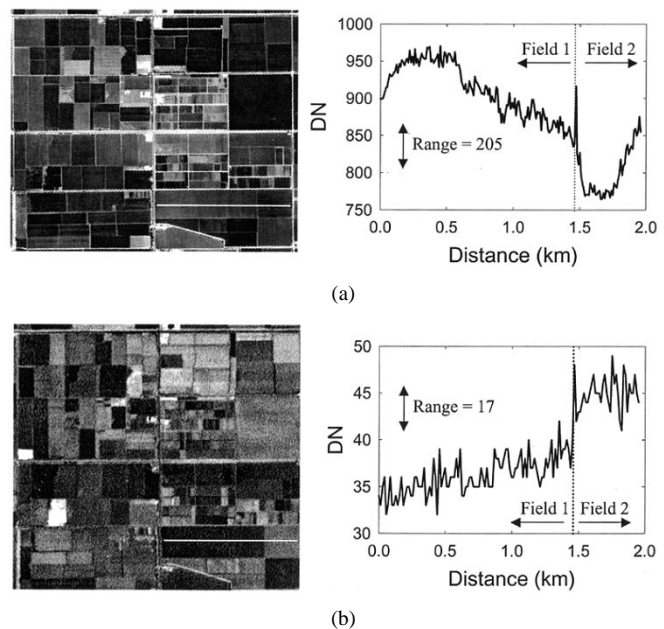 1000
950
900
850
800
750
DN
Field 1
Field 2
Range = 205
0.0 0.5 1.0 1.5 2.0
Distance (km)
(a)
50
45
40
35
30
DN
Range = 17
Field 1
Field 2
0.0 0.5 1.0 1.5 2.0
Distance (km)
(b)